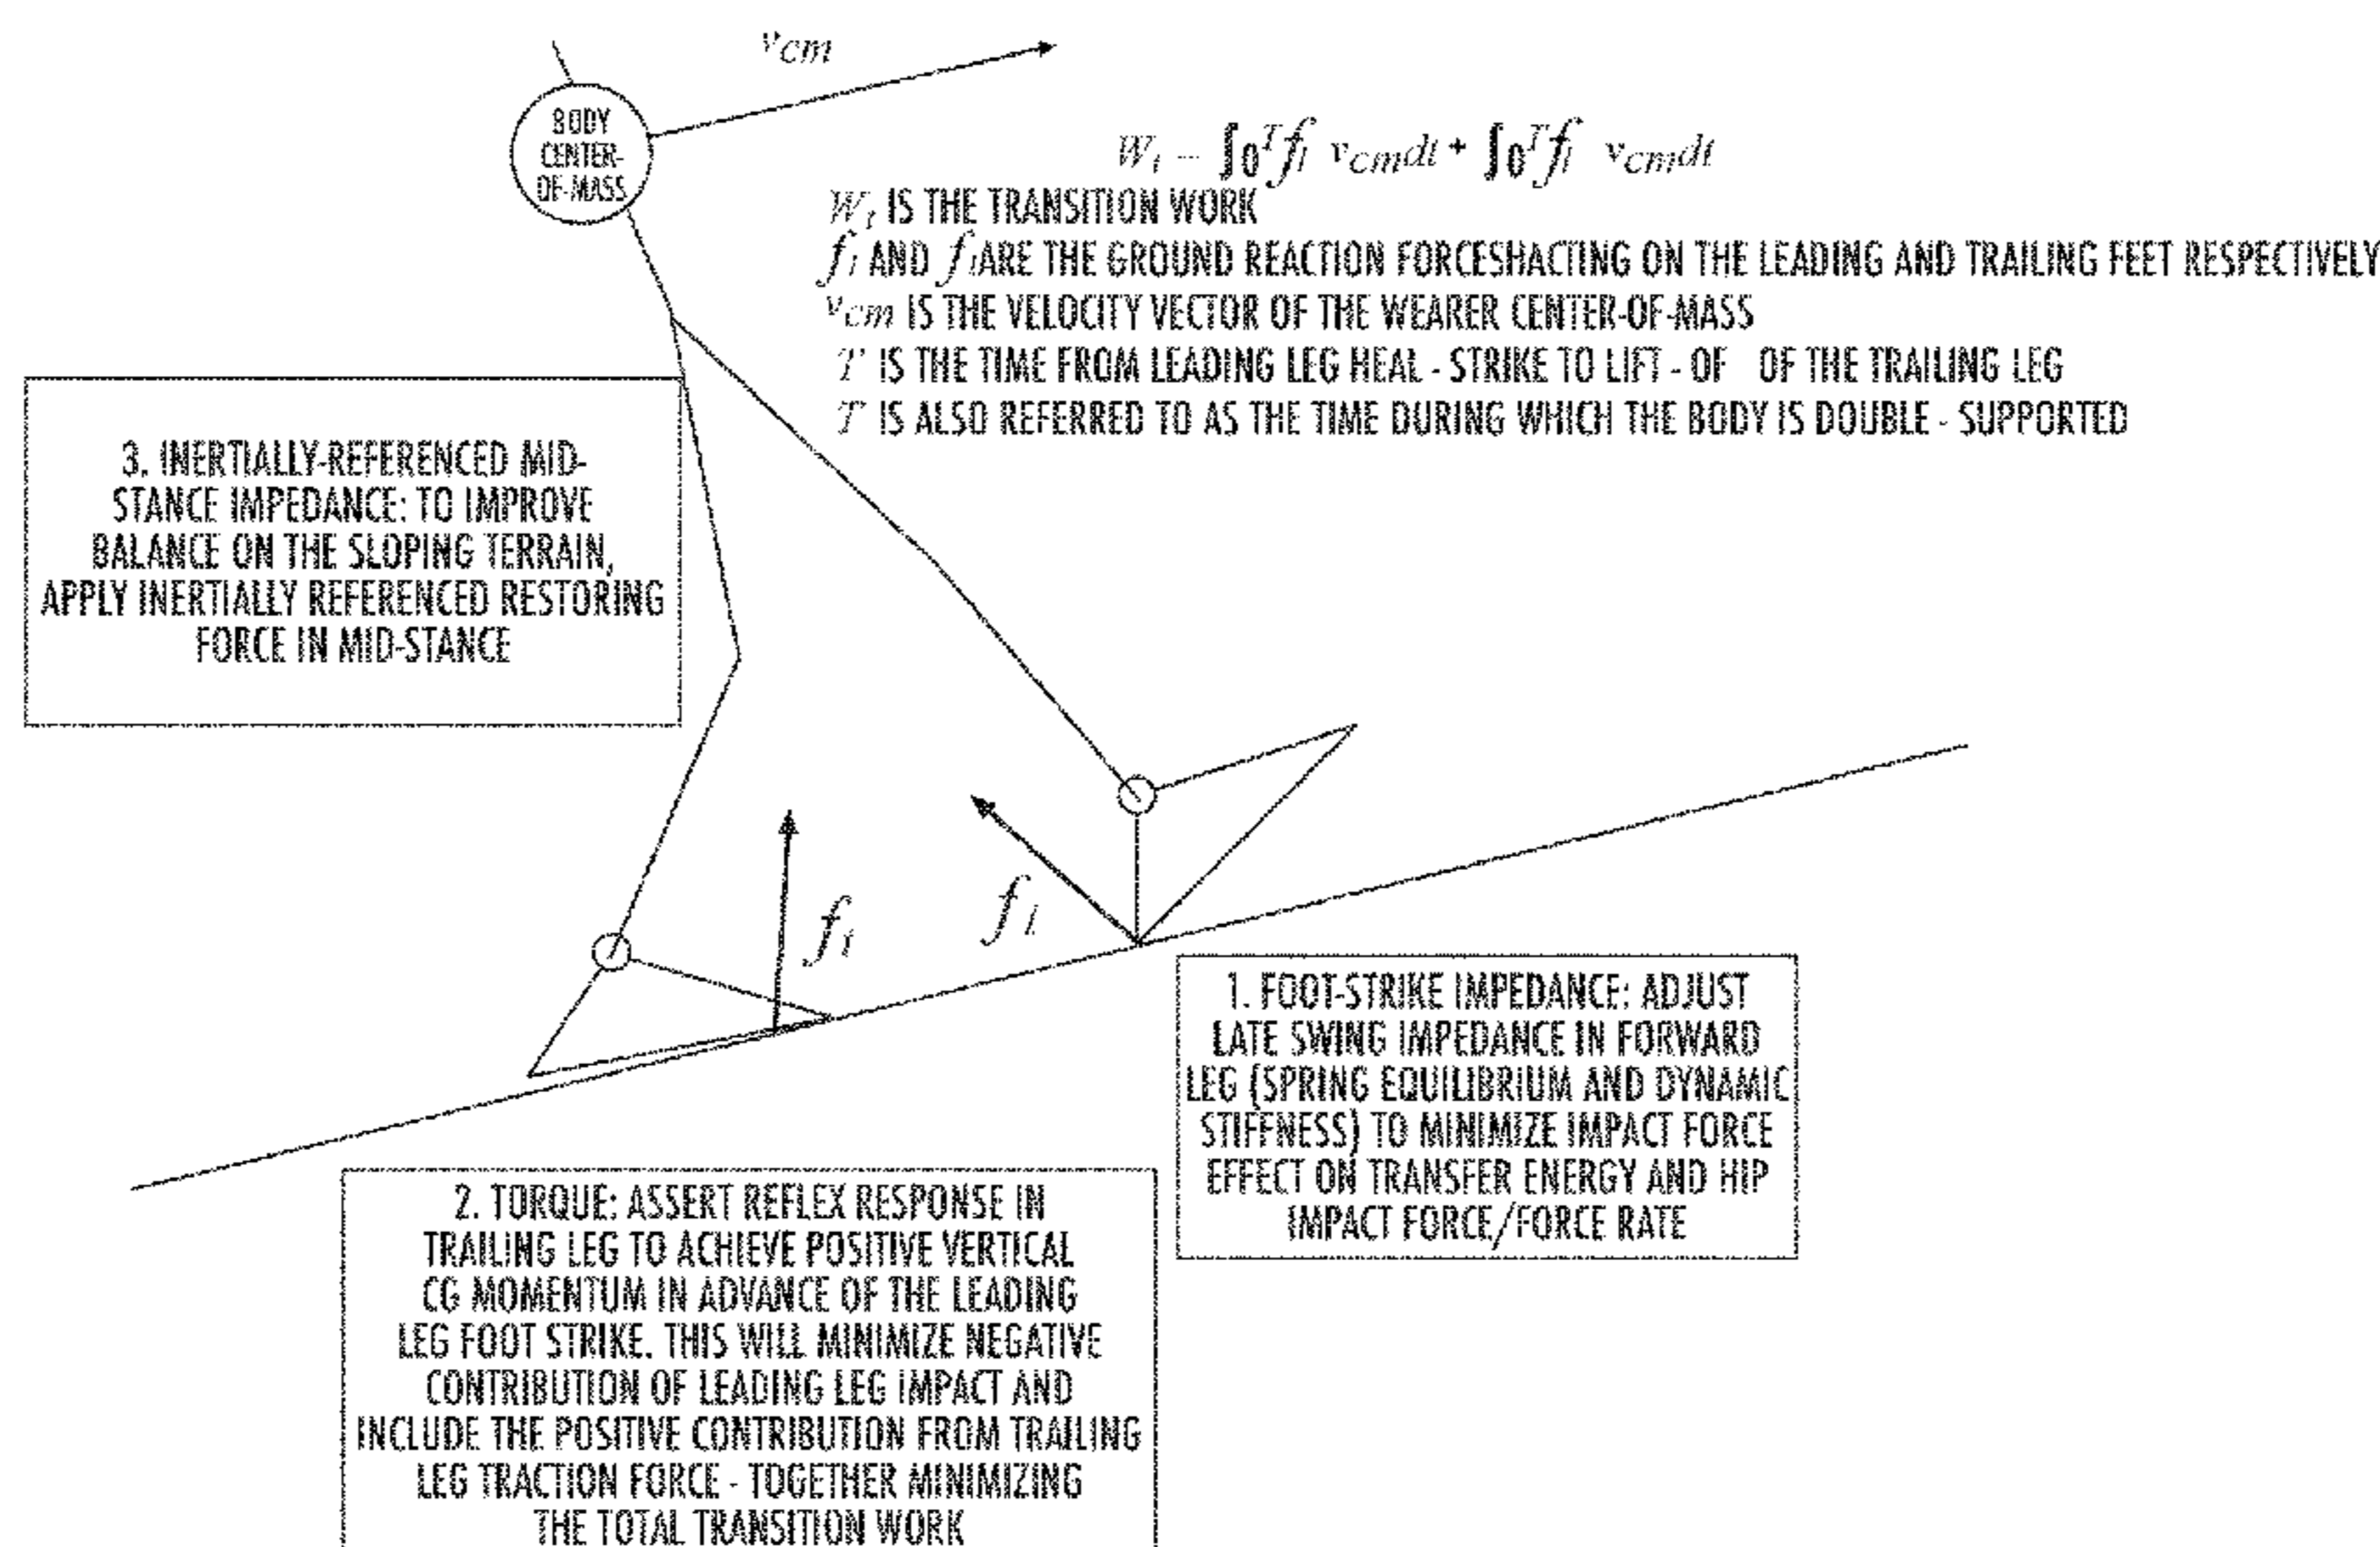 vcm
BODY
CENTER-
OF-MASS
Wt = ∫0^T fl vcmdt + ∫0^T ft vcmdt
Wt IS THE TRANSITION WORK
fl AND ft ARE THE GROUND REACTION FORCESHACTING ON THE LEADING AND TRAILING FEET RESPECTIVELY
vcm IS THE VELOCITY VECTOR OF THE WEARER CENTER-OF-MASS
T IS THE TIME FROM LEADING LEG HEAL - STRIKE TO LIFT - OF OF THE TRAILING LEG
T IS ALSO REFERRED TO AS THE TIME DURING WHICH THE BODY IS DOUBLE - SUPPORTED
3. INERTIALLY-REFERENCED MID-
STANCE IMPEDANCE: TO IMPROVE
BALANCE ON THE SLOPING TERRAIN,
APPLY INERTIALLY REFERENCED RESTORING
FORCE IN MID-STANCE
ft
fl
1. FOOT-STRIKE IMPEDANCE: ADJUST
LATE SWING IMPEDANCE IN FORWARD
LEG (SPRING EQUILIBRIUM AND DYNAMIC
STIFFNESS) TO MINIMIZE IMPACT FORCE
EFFECT ON TRANSFER ENERGY AND HIP
IMPACT FORCE/FORCE RATE
2. TORQUE: ASSERT REFLEX RESPONSE IN
TRAILING LEG TO ACHIEVE POSITIVE VERTICAL
CG MOMENTUM IN ADVANCE OF THE LEADING
LEG FOOT STRIKE. THIS WILL MINIMIZE NEGATIVE
CONTRIBUTION OF LEADING LEG IMPACT AND
INCLUDE THE POSITIVE CONTRIBUTION FROM TRAILING
LEG TRACTION FORCE - TOGETHER MINIMIZING
THE TOTAL TRANSITION WORK